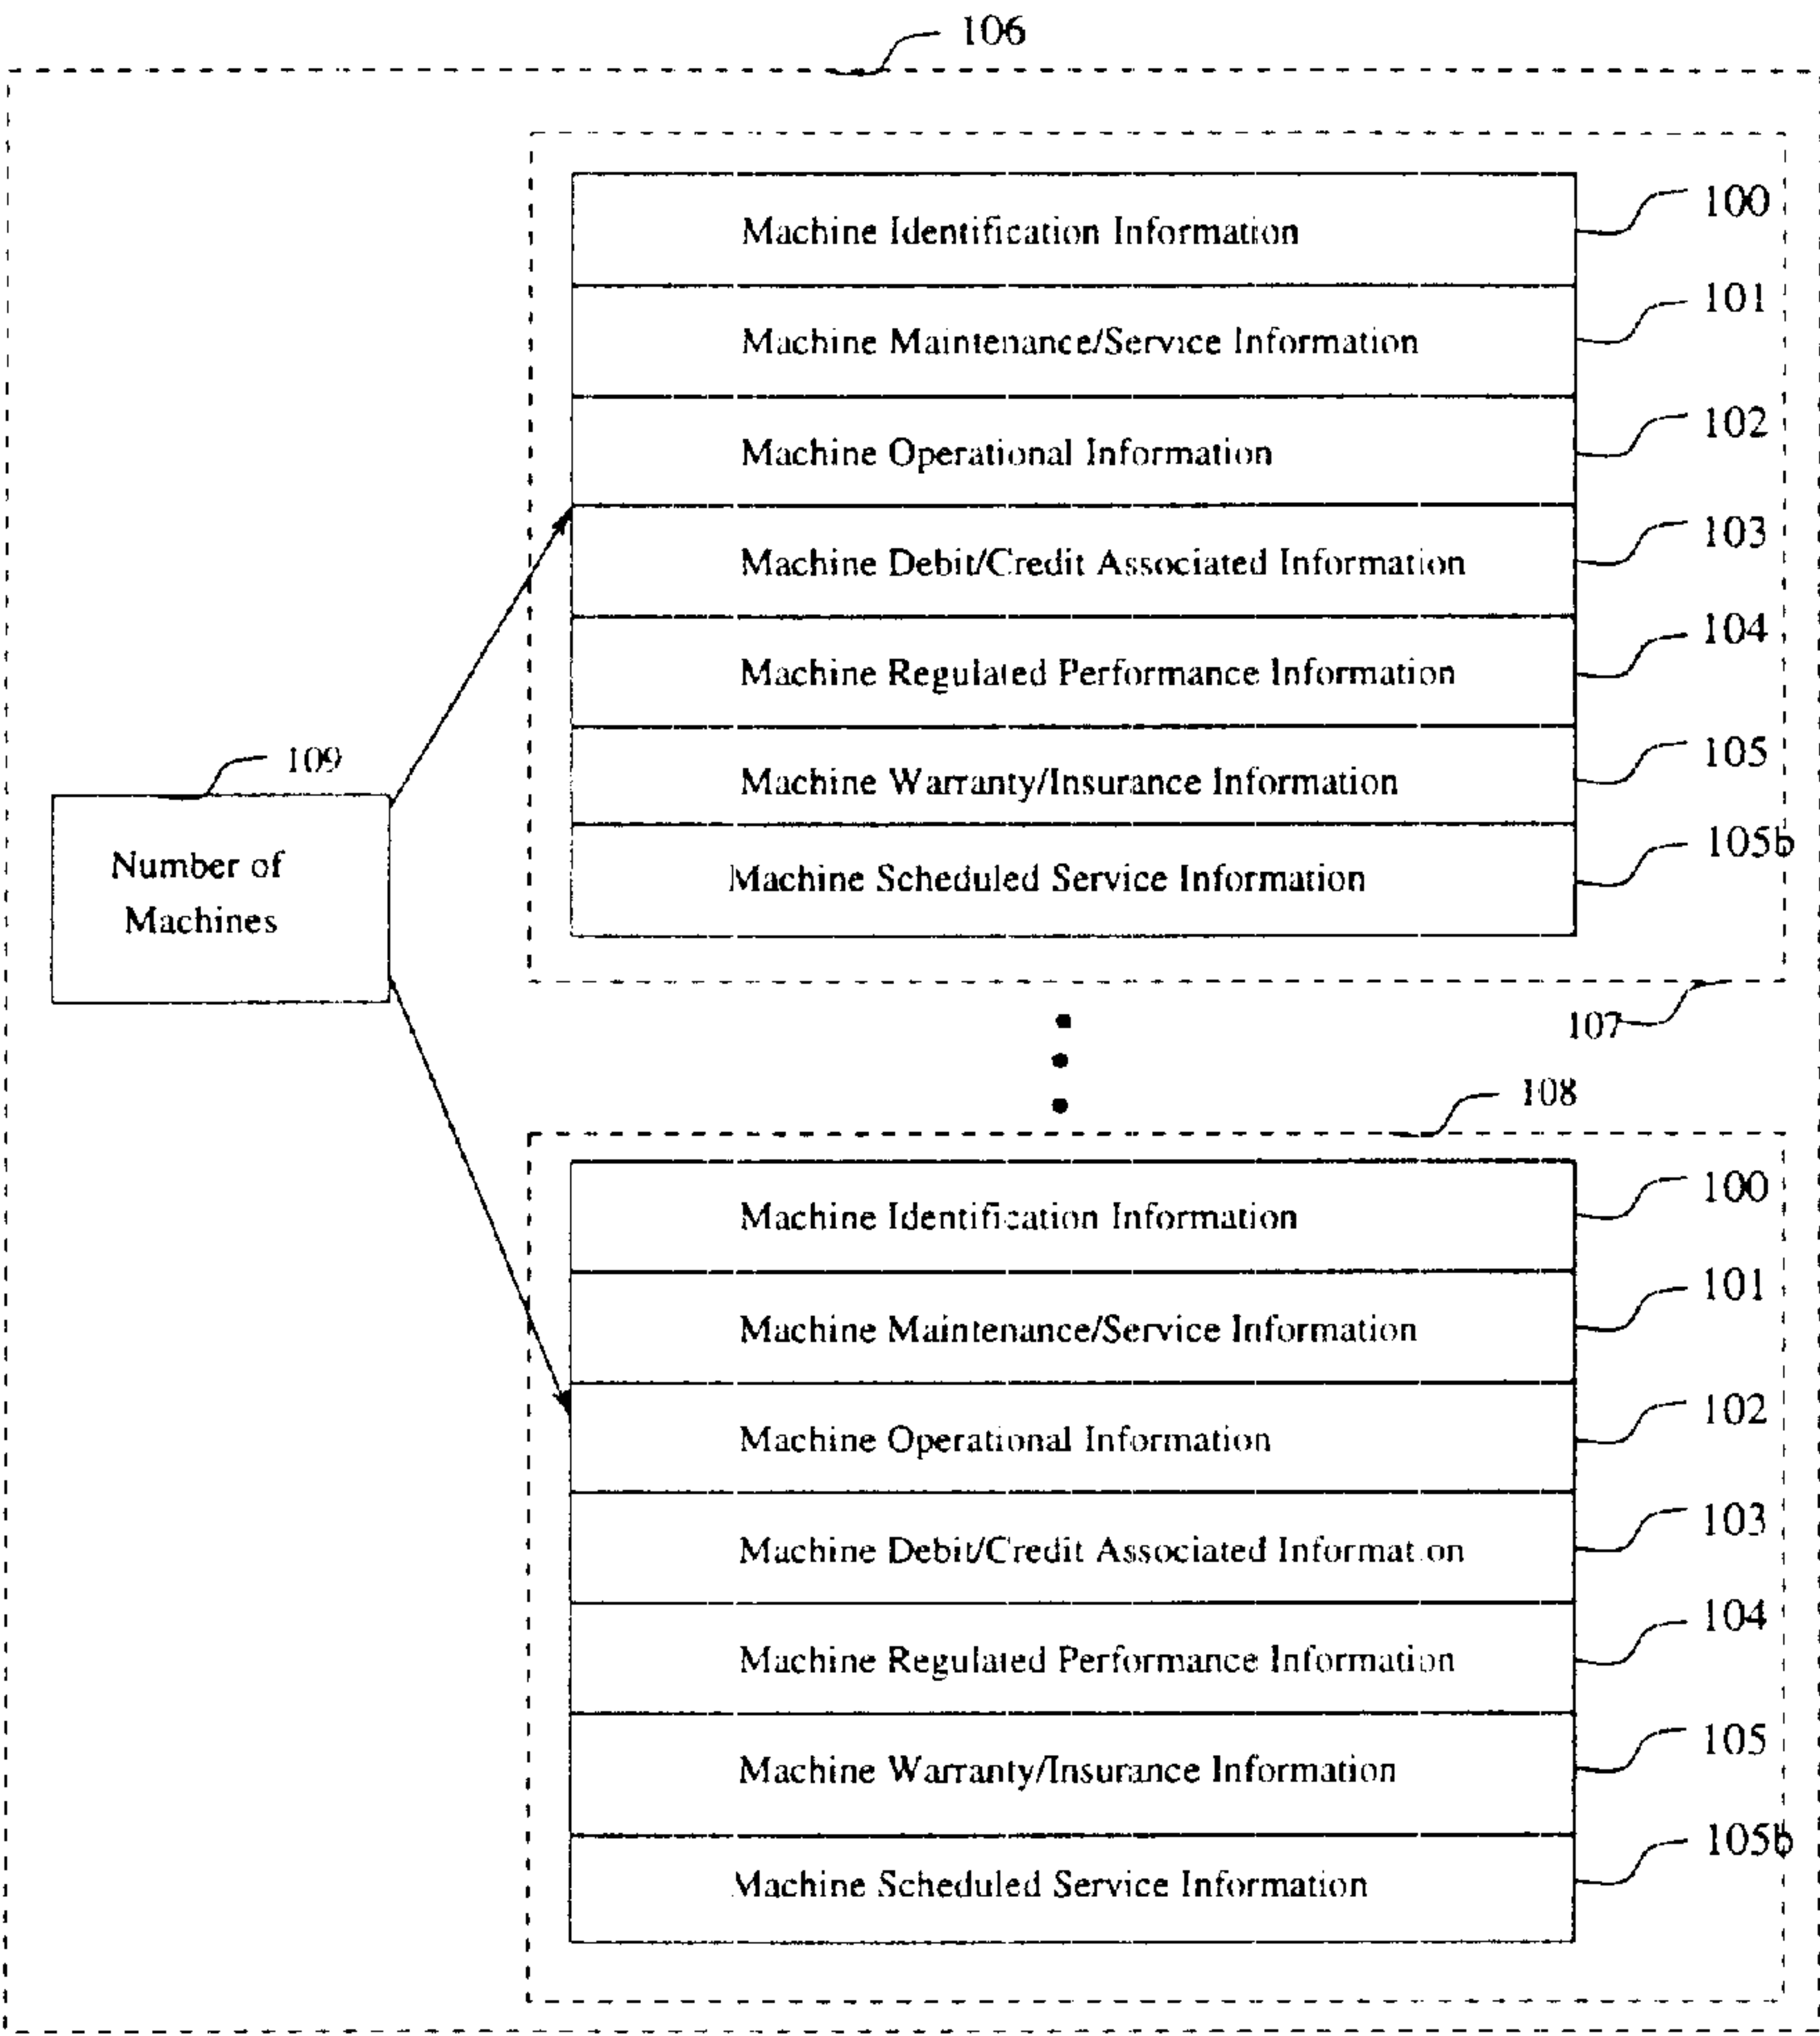 106
Machine Identification Information
100
Machine Maintenance/Service Information
101
Machine Operational Information
102
Machine Debit/Credit Associated Information
103
Machine Regulated Performance Information
104
Machine Warranty/Insurance Information
105
Machine Scheduled Service Information
105b
109
Number of
Machines
107
108
Machine Identification Information
100
Machine Maintenance/Service Information
101
Machine Operational Information
102
Machine Debit/Credit Associated Information
103
Machine Regulated Performance Information
104
Machine Warranty/Insurance Information
105
Machine Scheduled Service Information
105b